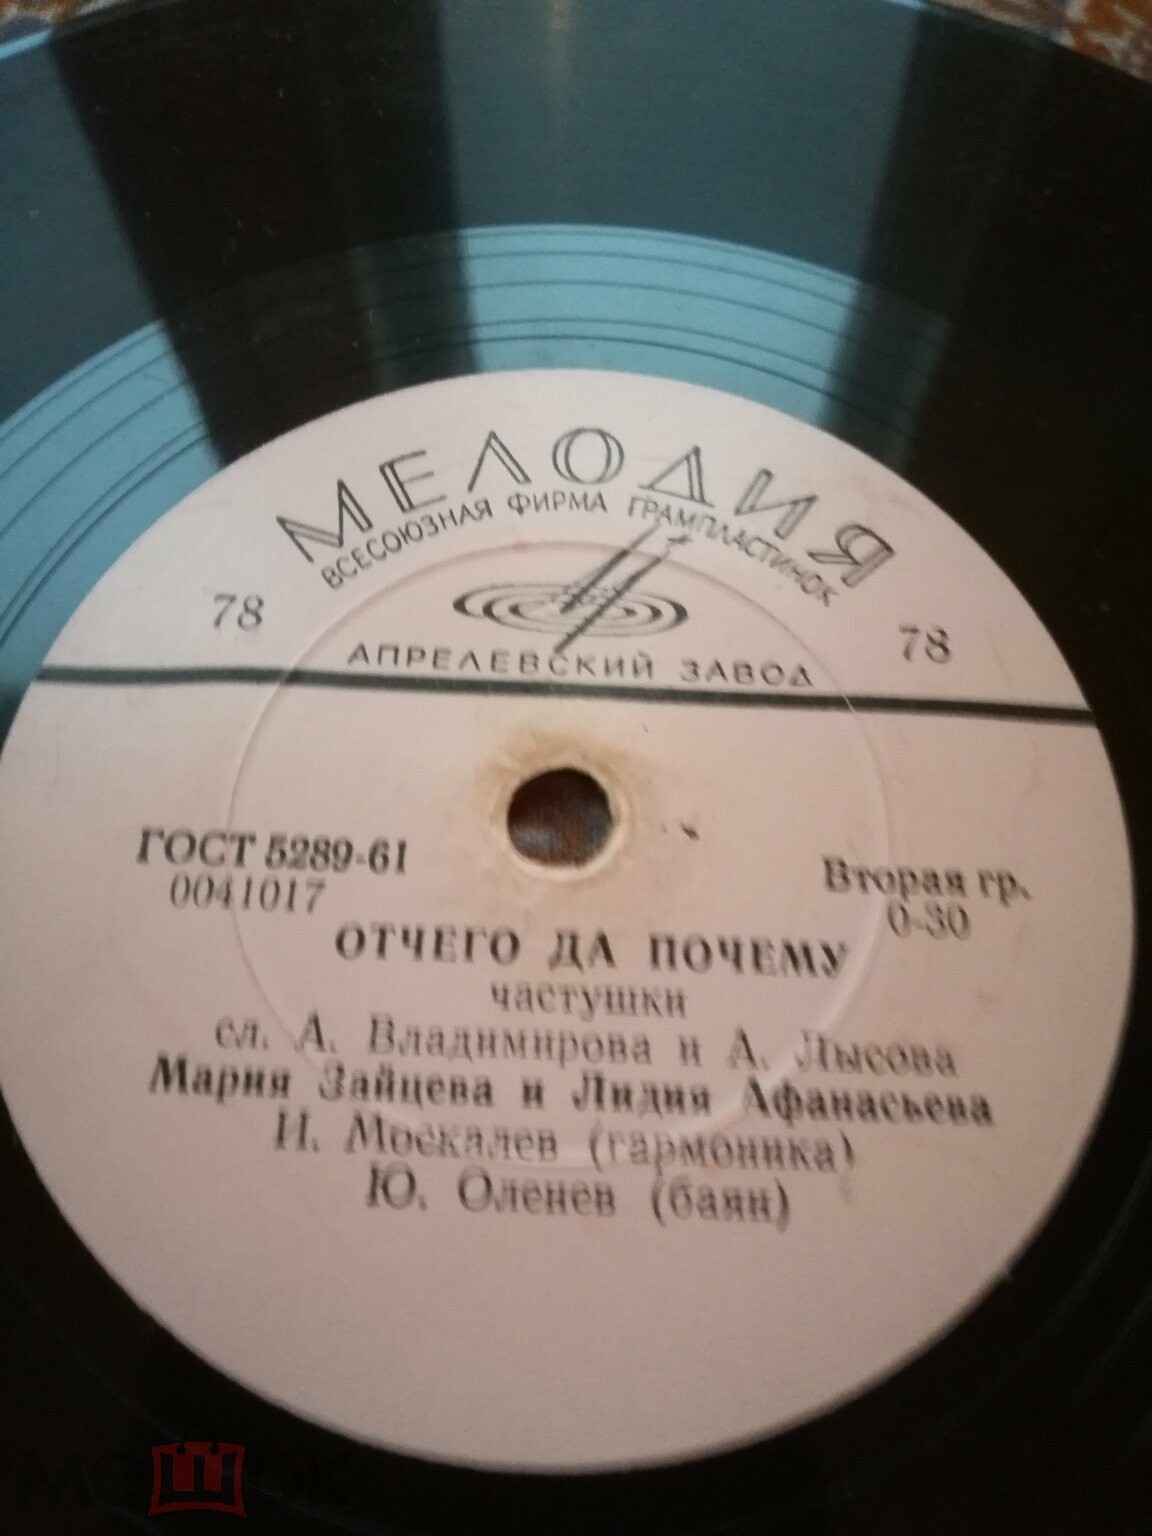 МЕЛОДИЯ
ВСЕСОЮЗНАЯ ФИРМА ГРАМПЛАСТИНОК
78 78
АПРЕЛЕВСКИЙ ЗАВОД
ГОСТ 5289-61
0041017
Вторая гр.
0-30
ОТЧЕГО ДА ПОЧЕМУ
частушки
сл. А. Владимирова и А. Лысова
Мария Зайцева и Лидия Афанасьева
И. Москалев (гармоника)
Ю. Оленев (баян)
МЕШОК